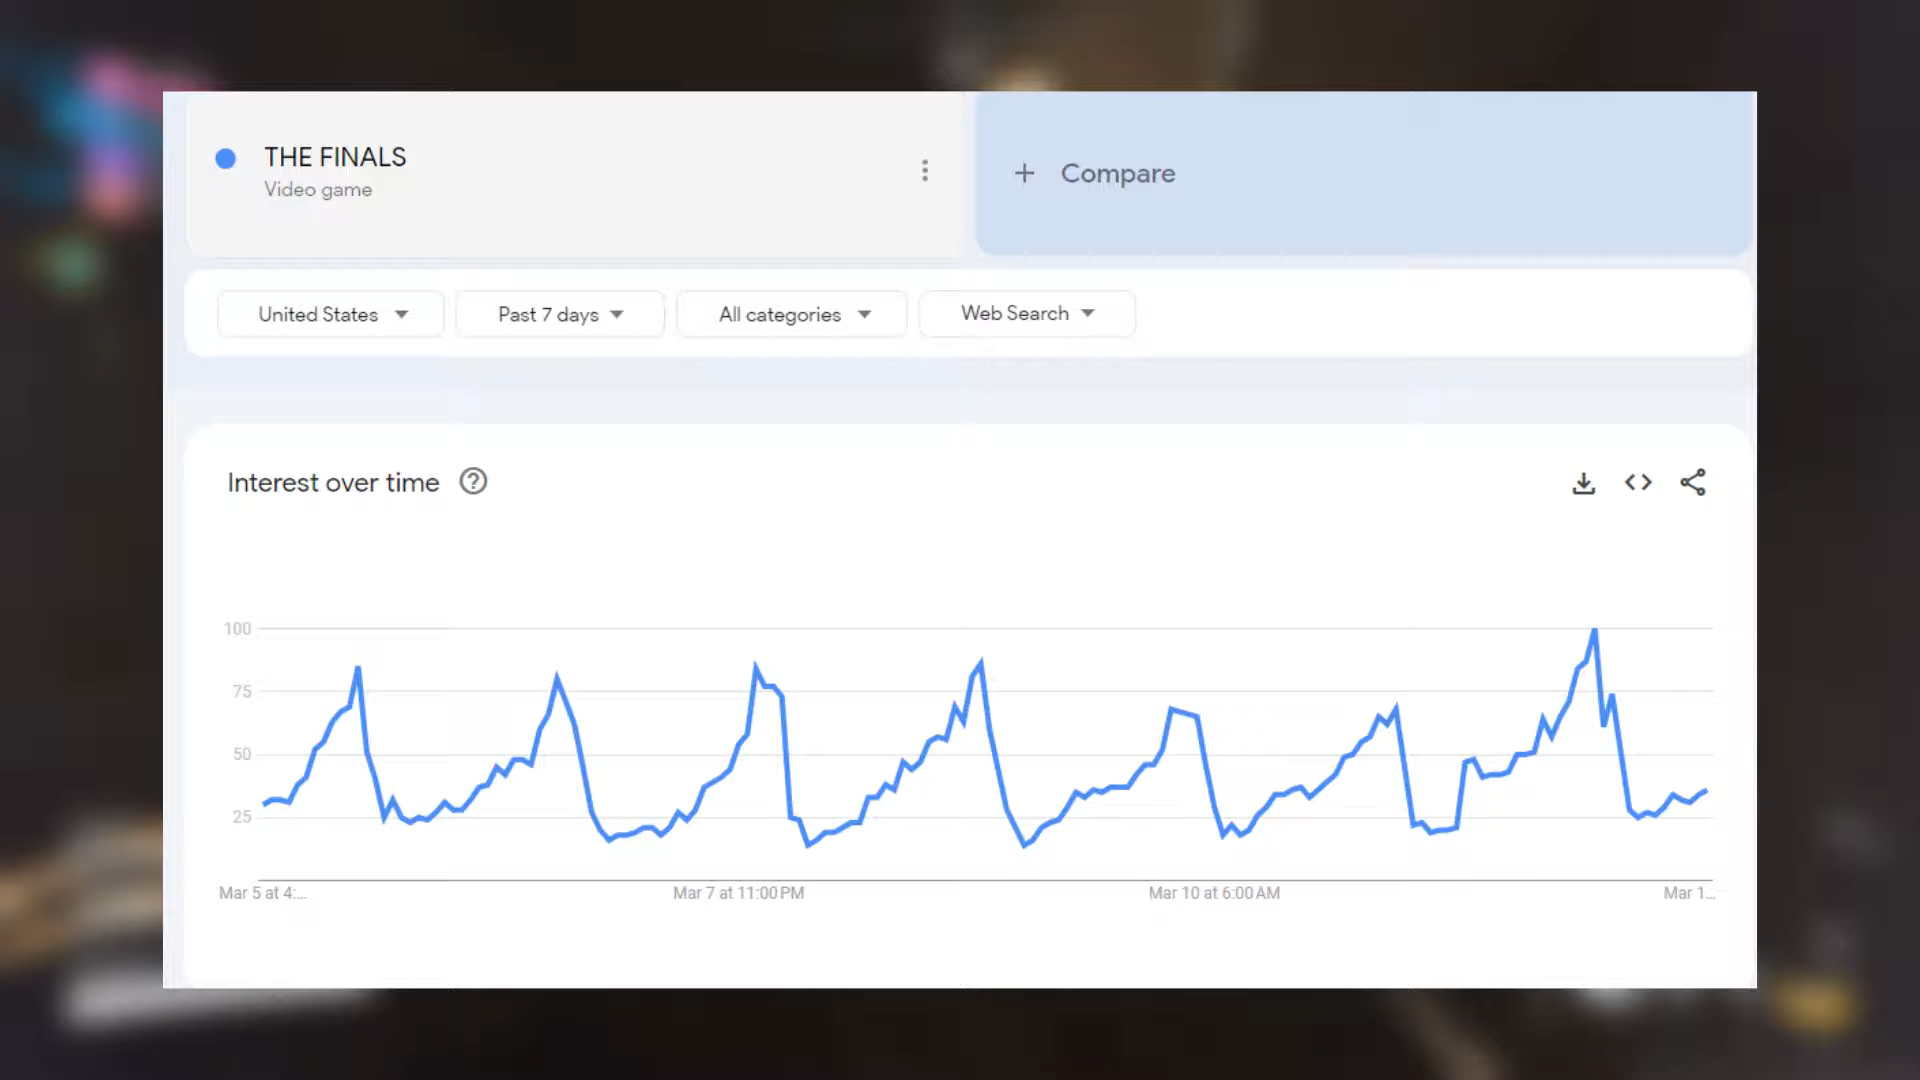 THE FINALS
Video game
+ Compare
United States
Past 7 days
All categories
Web Search
Interest over time
100
75
50
25
Mar 5 at 4:...
Mar 7 at 11:00 PM
Mar 10 at 6:00 AM
Mar 1...